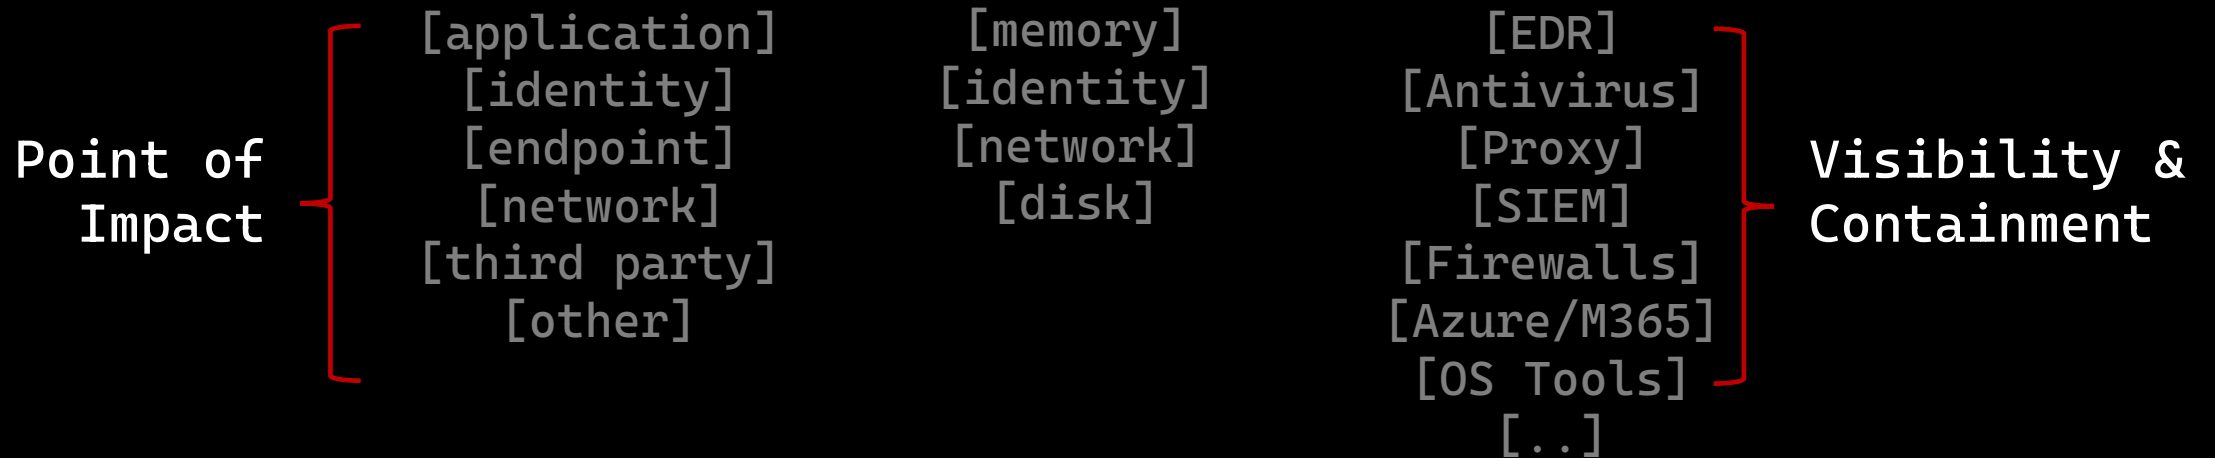 Point of
Impact
[application]
[identity]
[endpoint]
[network]
[third party]
[other]
[memory]
[identity]
[network]
[disk]
[EDR]
[Antivirus]
[Proxy]
[SIEM]
[Firewalls]
[Azure/M365]
[OS Tools]
[..]
Visibility &
Containment